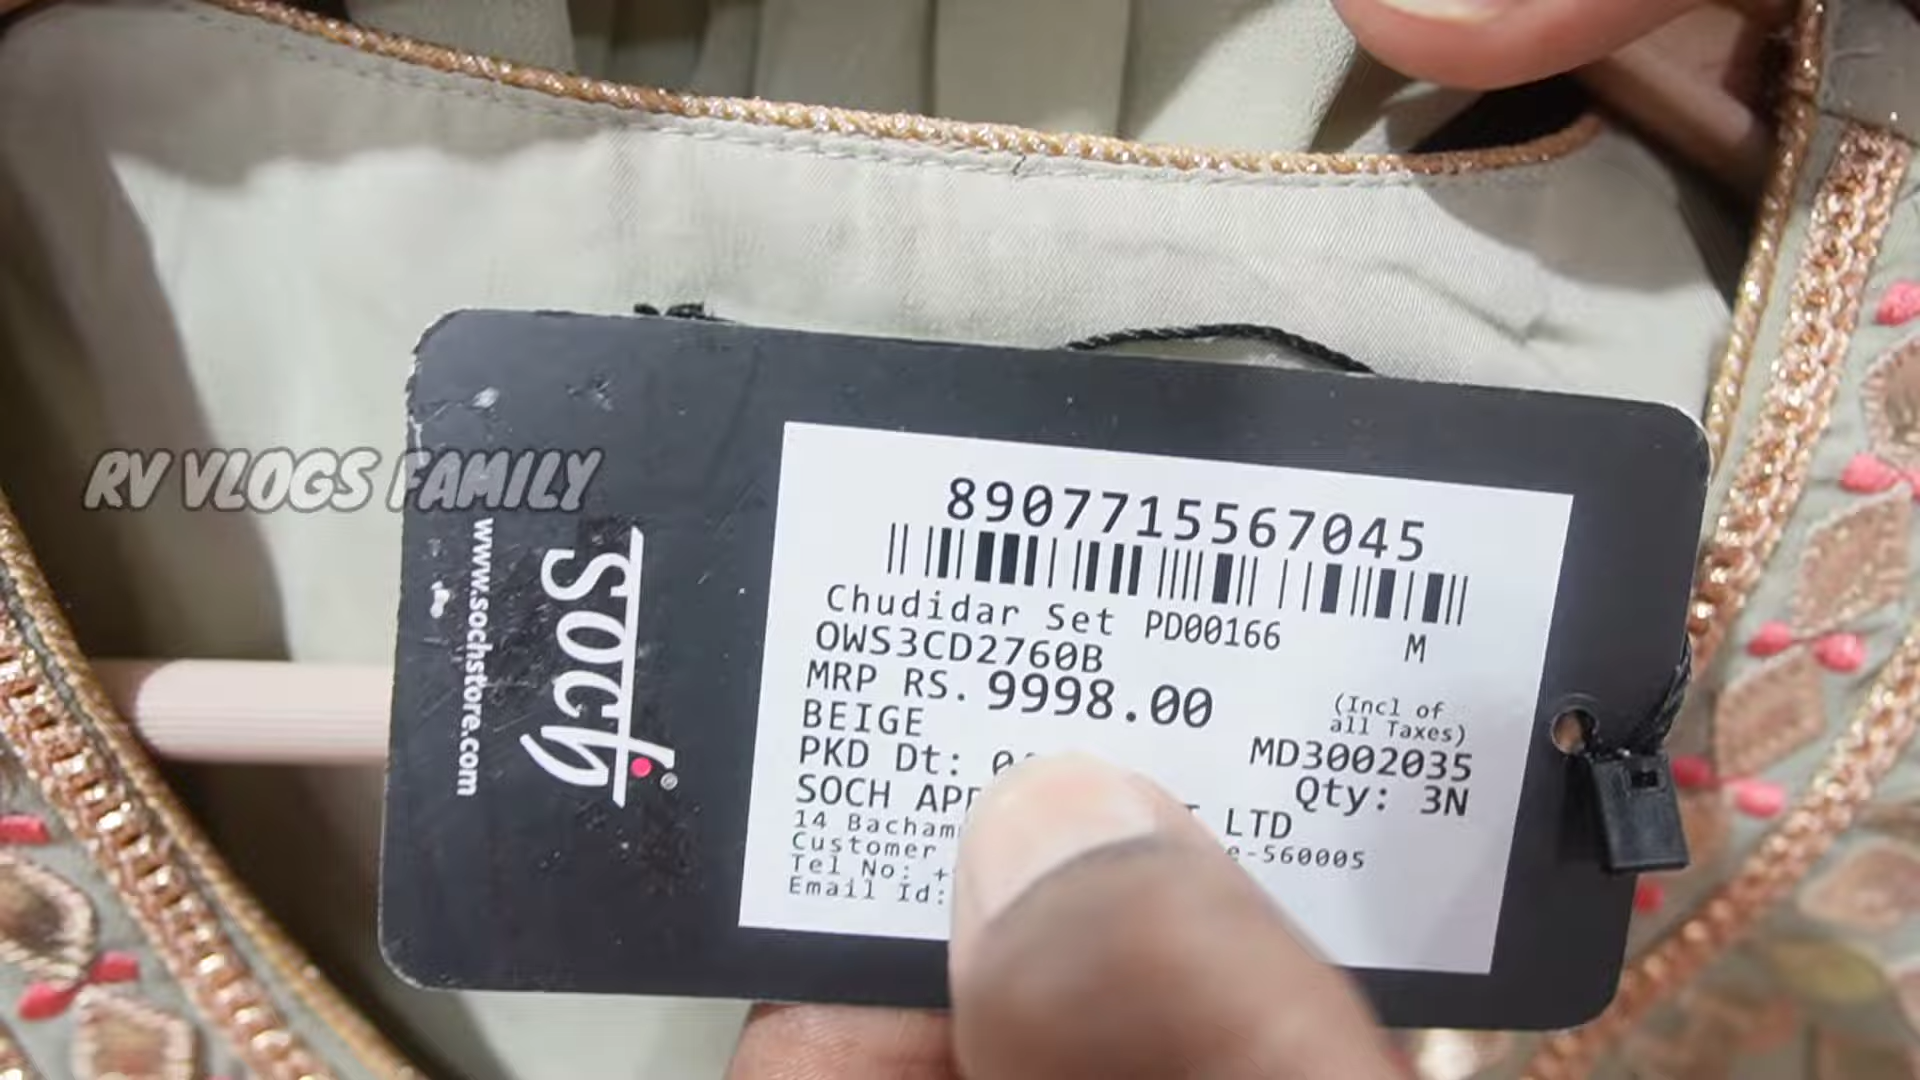 RV VLOGS FAMILY
www.sochstore.com
soch®
8907715567045
Chudidar Set PD00166 M
OWS3CD2760B
MRP RS. 9998.00 (Incl of
all Taxes)
BEIGE MD3002035
PKD Dt: Qty: 3N
SOCH LTD
14
Customer -560005
Tel No: +
Email Id: